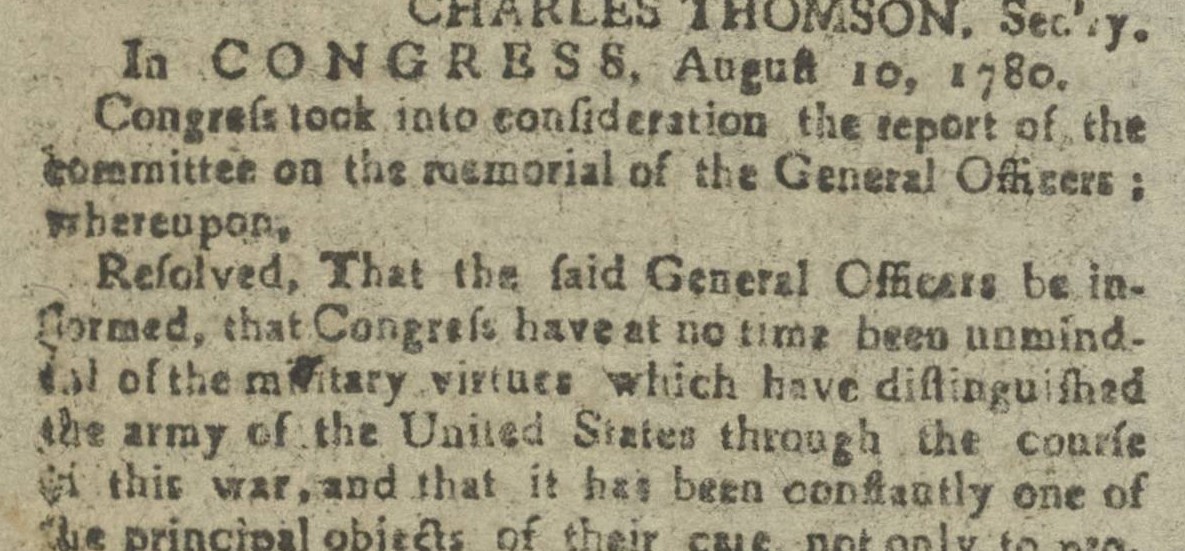 CHARLES THOMSON, Sec'ry.
In CONGRESS, Auguſt 10, 1780.
Congreſs took into conſideration the report of the
committee on the memorial of the General Officers;
whereupon,
Reſolved, That the ſaid General Officers be in-
formed, that Congreſs have at no time been unmind-
ful of the military virtues which have diſtinguiſhed
the army of the United States through the courſe
of this war, and that it has been conſtantly one of
the principal objects of their care not only to pro-